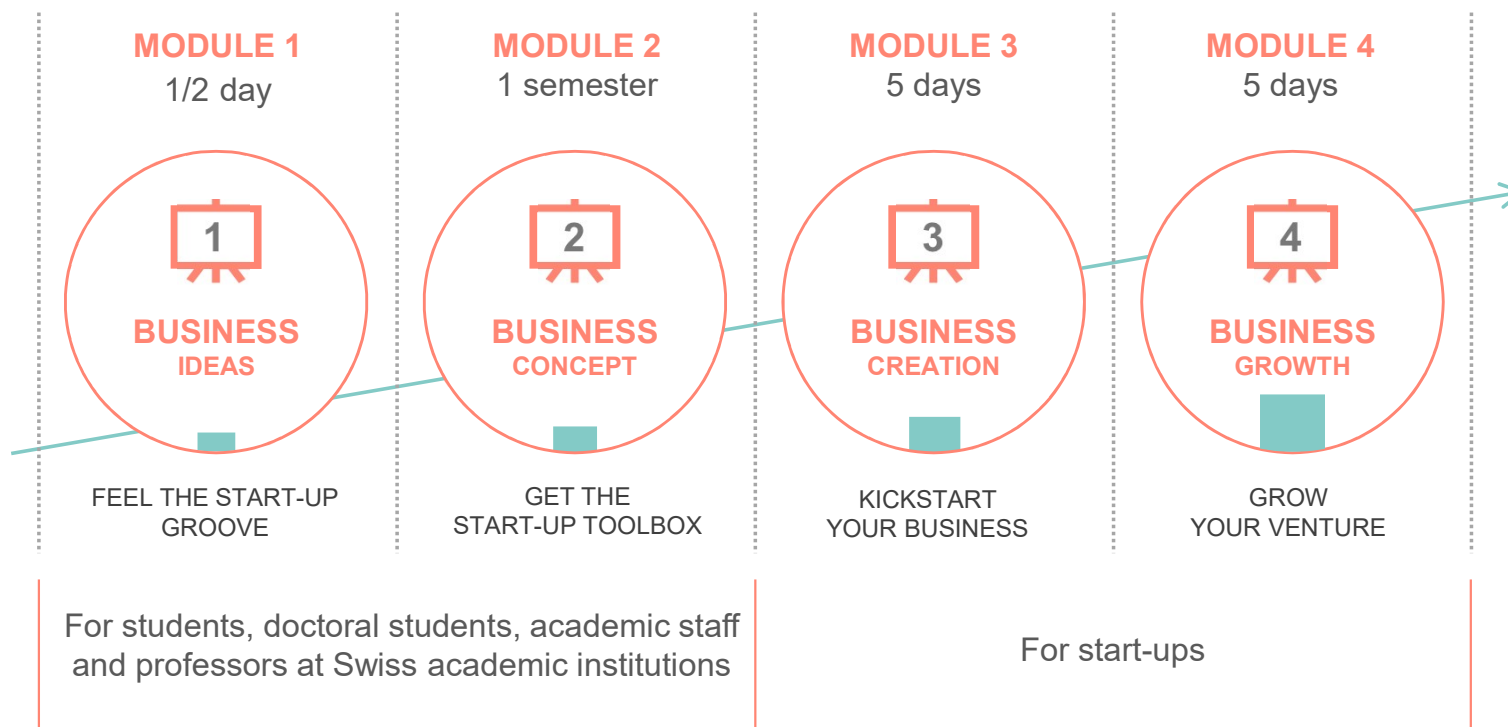 MODULE 1
1/2 day
1
BUSINESS
IDEAS
FEEL THE START-UP
GROOVE
MODULE 2
1 semester
2
BUSINESS
CONCEPT
GET THE
START-UP TOOLBOX
MODULE 3
5 days
3
BUSINESS
CREATION
KICKSTART
YOUR BUSINESS
MODULE 4
5 days
4
BUSINESS
GROWTH
GROW
YOUR VENTURE
For students, doctoral students, academic staff
and professors at Swiss academic institutions
For start-ups